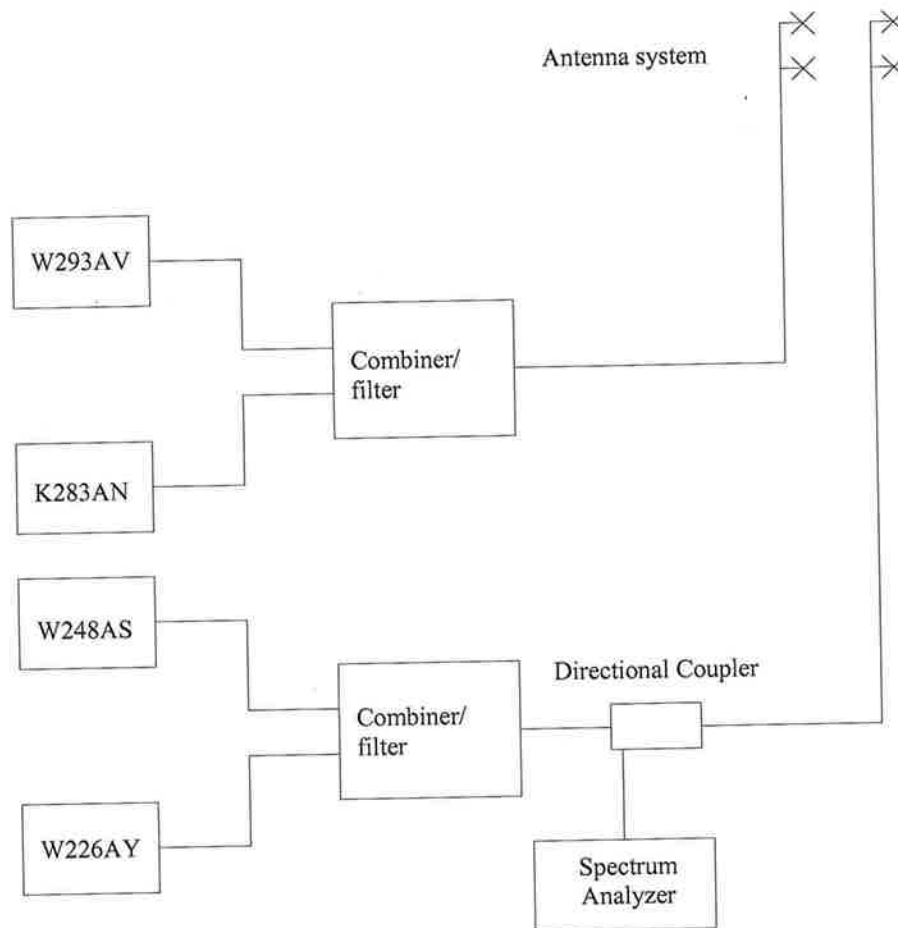 Antenna system
W293AV
Combiner/
filter
K283AN
W248AS
Directional Coupler
Combiner/
filter
W226AY
Spectrum
Analyzer